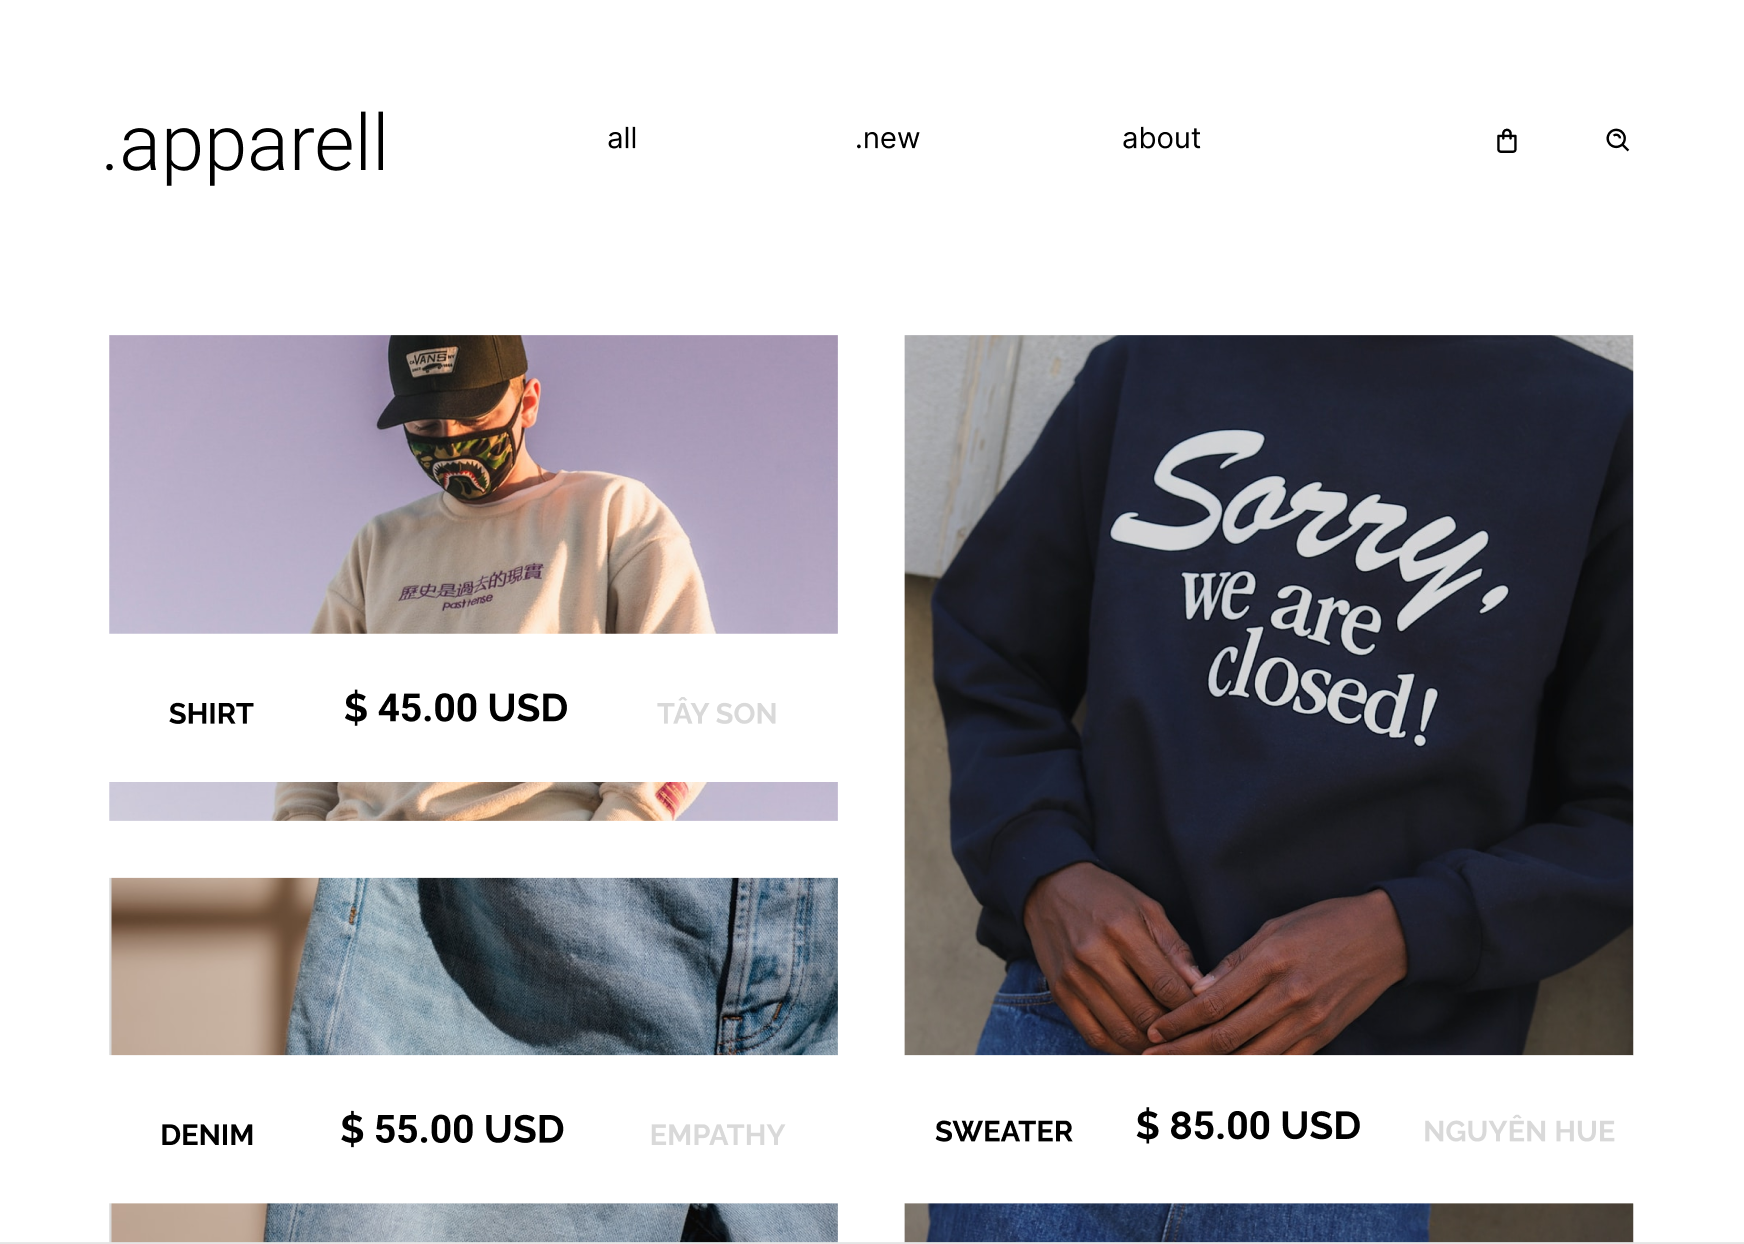 .apparell
all
.new
about
VANS
歷史是過去的現實
past tense
SHIRT
$ 45.00 USD
TÂY SON
Sorry,
we are
closed!
DENIM
$ 55.00 USD
EMPATHY
SWEATER
$ 85.00 USD
NGUYÊN HUE